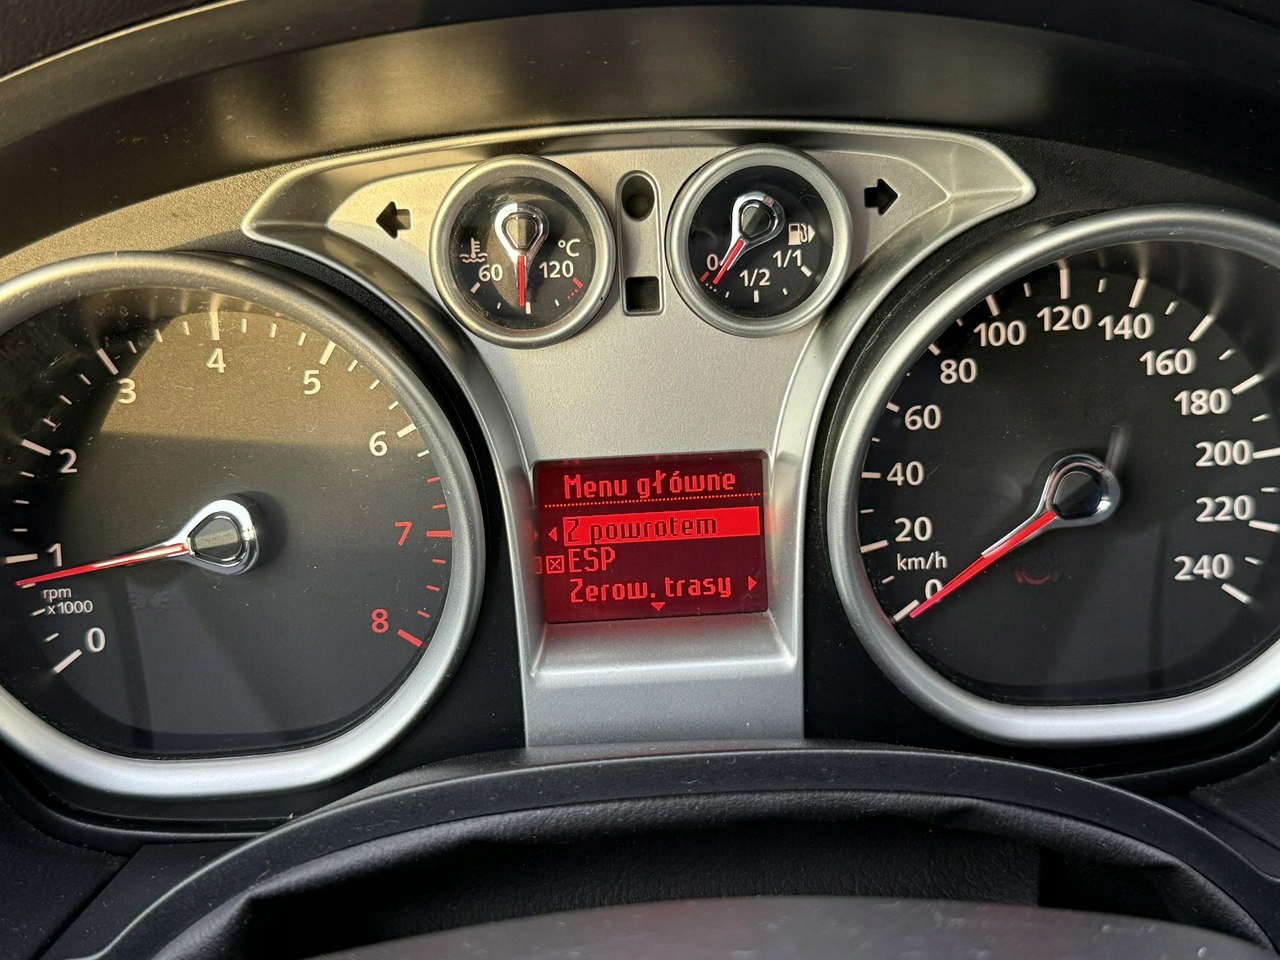 °C
60 120
0 1/2 1/1
0 1 2 3 4 5 6 7 8
rpm
x1000
Menu główne
Z powrotem
ESP
Zerow. trasy
0 20 40 60 80 100 120 140 160 180 200 220 240
km/h